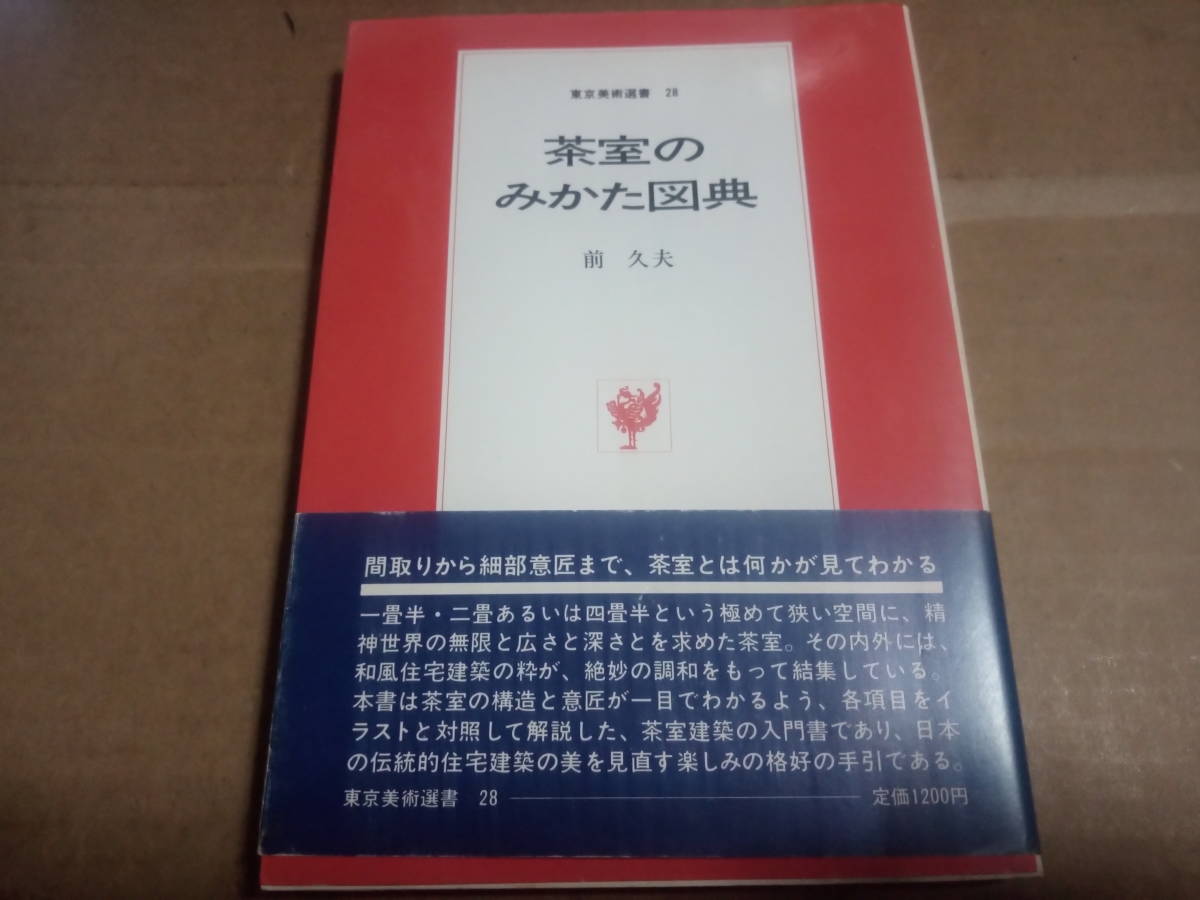 東京美術選書 28
茶室の
みかた図典
前 久夫
間取りから細部意匠まで、茶室とは何かが見てわかる
一畳半・二畳あるいは四畳半という極めて狭い空間に、精
神世界の無限と広さと深さとを求めた茶室。その内外には、
和風住宅建築の粋が、絶妙の調和をもって結集している。
本書は茶室の構造と意匠が一目でわかるよう、各項目をイ
ラストと対照して解説した、茶室建築の入門書であり、日本
の伝統的住宅建築の美を見直す楽しみの格好の手引である。
東京美術選書 28 定価1200円